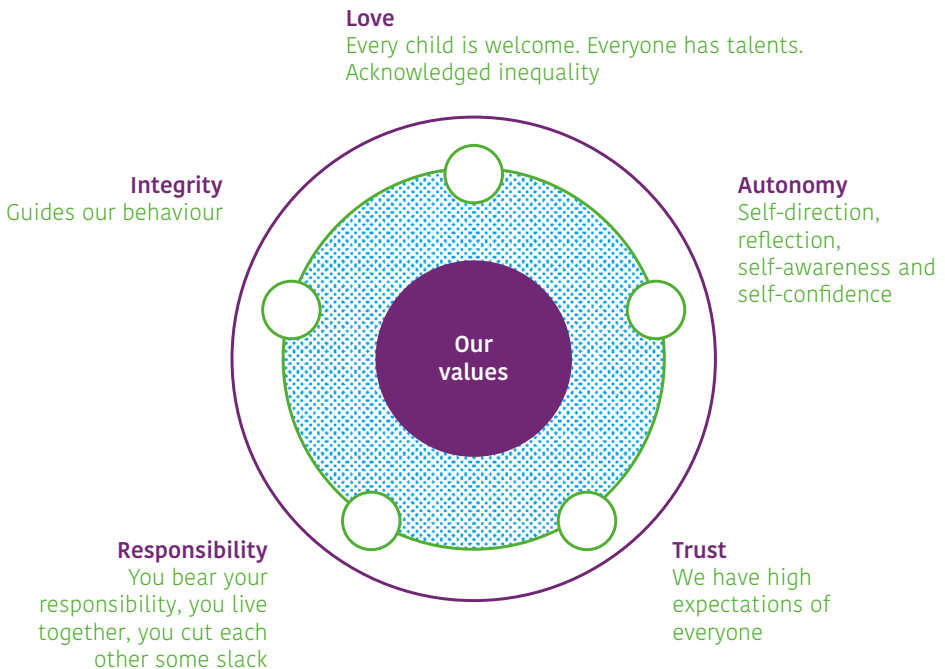 Love
Every child is welcome. Everyone has talents.
Acknowledged inequality
Integrity
Guides our behaviour
Autonomy
Self-direction,
reflection,
self-awareness and
self-confidence
Our
values
Responsibility
You bear your
responsibility, you live
together, you cut each
other some slack
Trust
We have high
expectations of
everyone